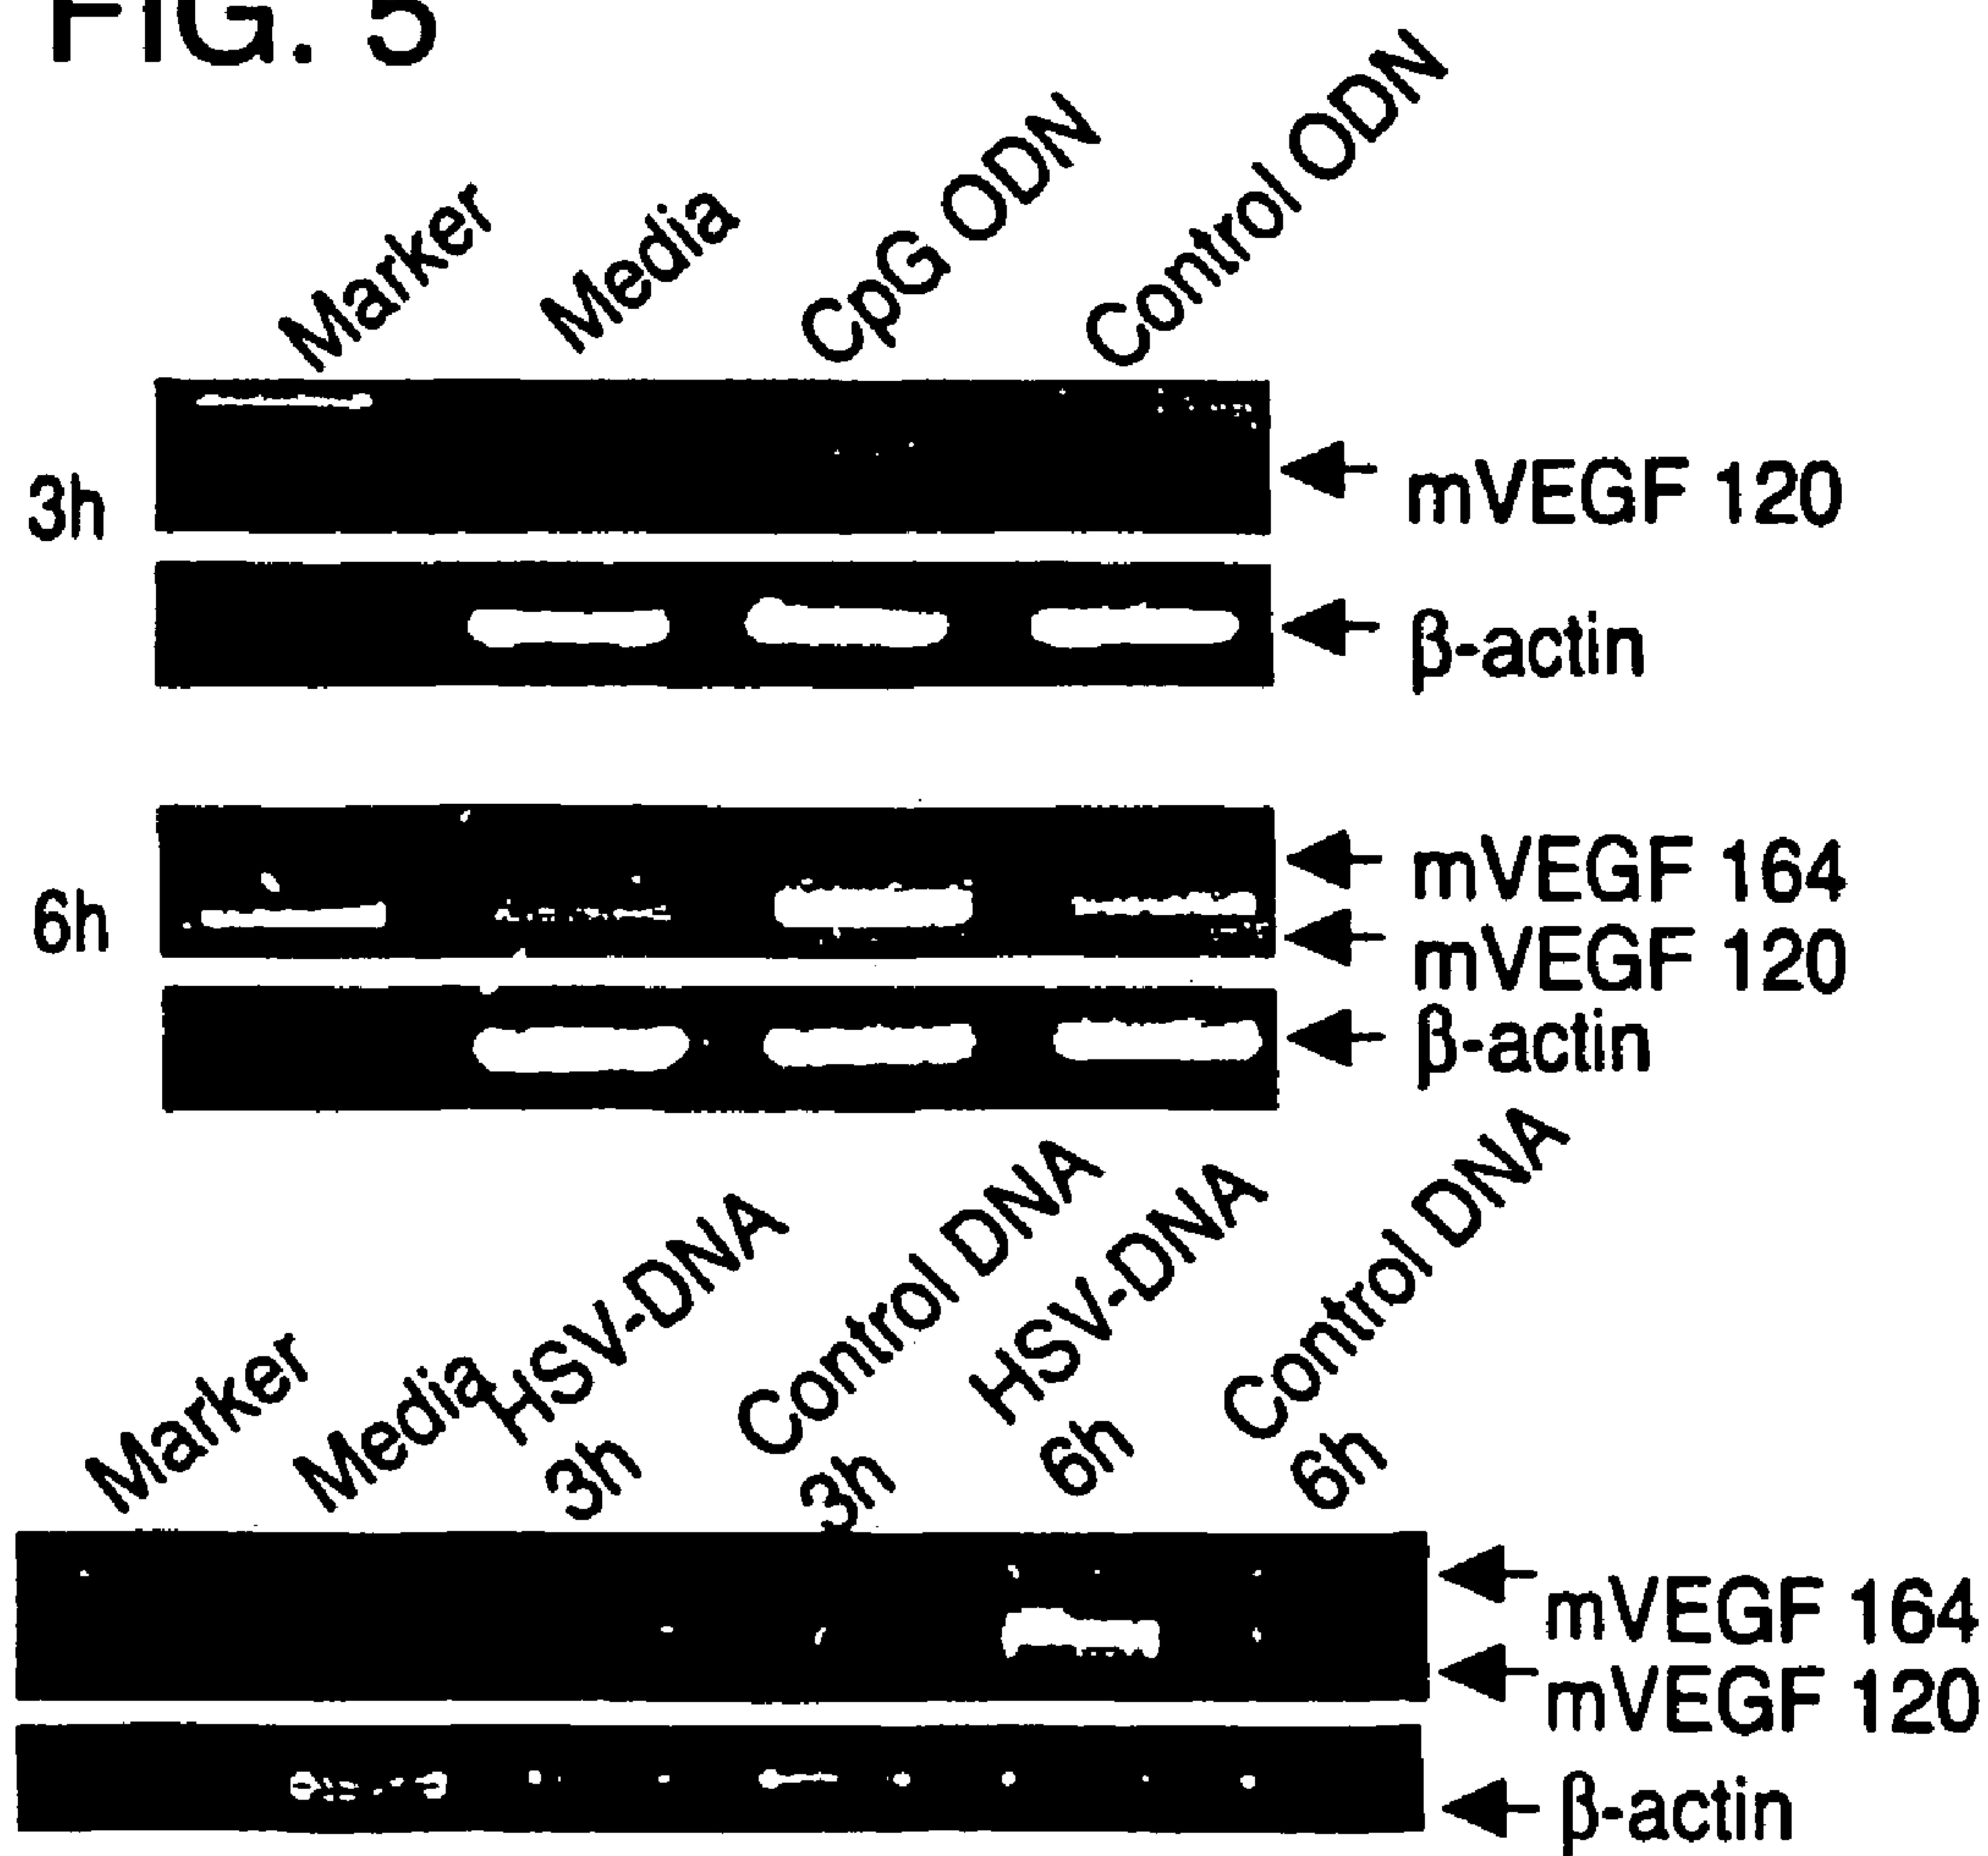 FIG. 5
Marker
Media
CpG ODN
Control ODN
3h
mVEGF 120
β-actin
6h
mVEGF 164
mVEGF 120
β-actin
Marker
Media
HSV-DNA
3h
Control DNA
3h
HSV-DNA
6h
Control DNA
6h
mVEGF 164
mVEGF 120
β-actin